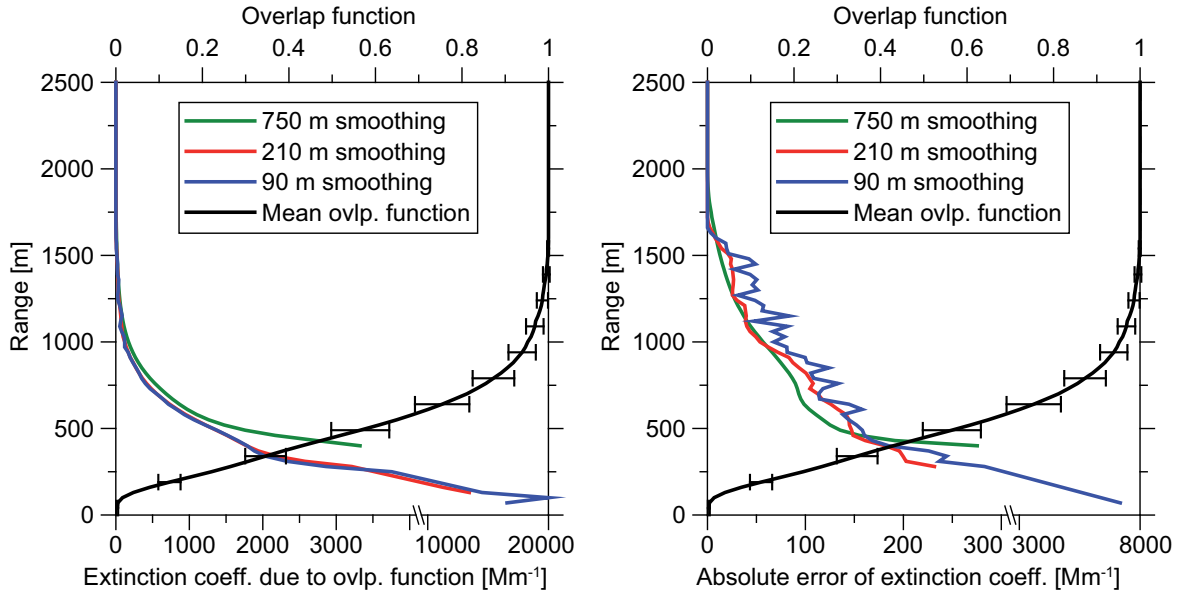 Overlap function
0 0.2 0.4 0.6 0.8 1
2500
2000
1500
1000
500
0
Range [m]
750 m smoothing
210 m smoothing
90 m smoothing
Mean ovlp. function
0 1000 2000 3000 10000 20000
Extinction coeff. due to ovlp. function [Mm⁻¹]
Overlap function
0 0.2 0.4 0.6 0.8 1
2500
2000
1500
1000
500
0
Range [m]
750 m smoothing
210 m smoothing
90 m smoothing
Mean ovlp. function
0 100 200 300 3000 8000
Absolute error of extinction coeff. [Mm⁻¹]